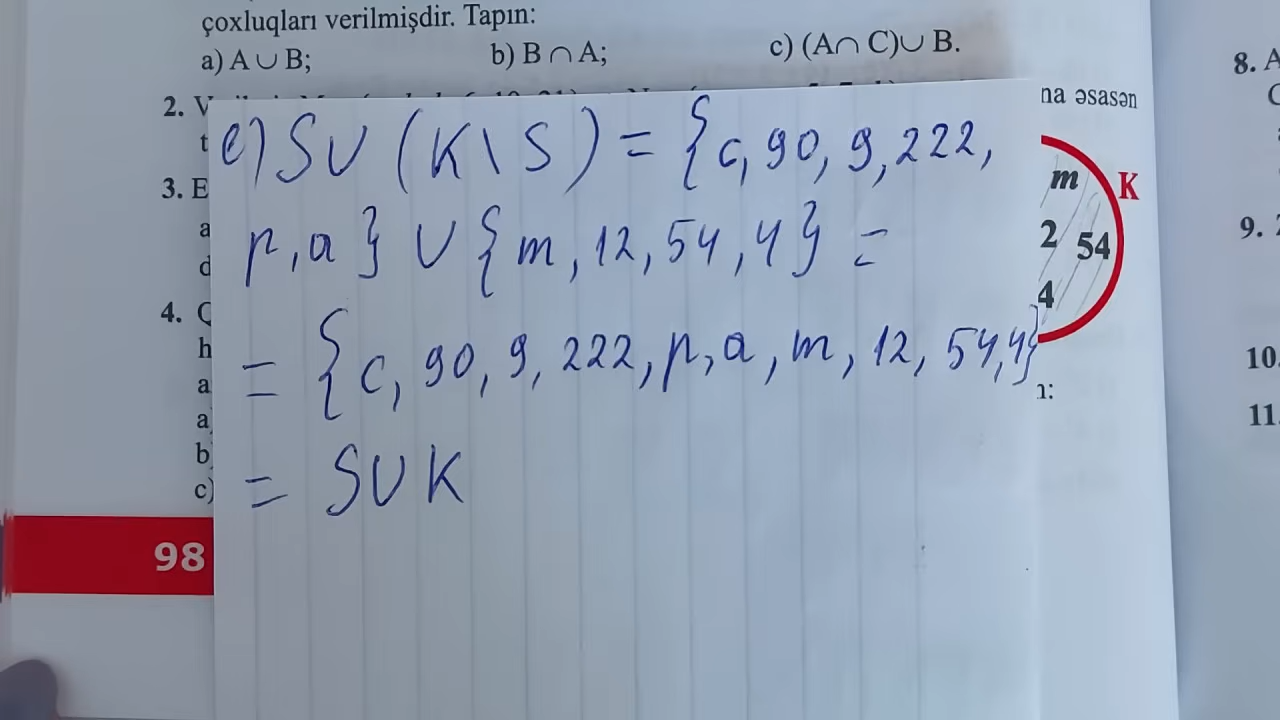 çoxluqları verilmişdir. Tapın:
a) A ∪ B; b) B ∩ A; c) (A∩ C)∪ B.
2. V
na əsasən
t
3. E
a
d
4. Ç
h
a
a
b
c)
98
e) S∪ (K\S) = {c, 90, 9, 222,
p, a} ∪ {m, 12, 54, 4} =
= {c, 90, 9, 222, p, a, m, 12, 54, 4}
= S∪K
m K
2 54
4
ı:
8. A
9.
10.
11.